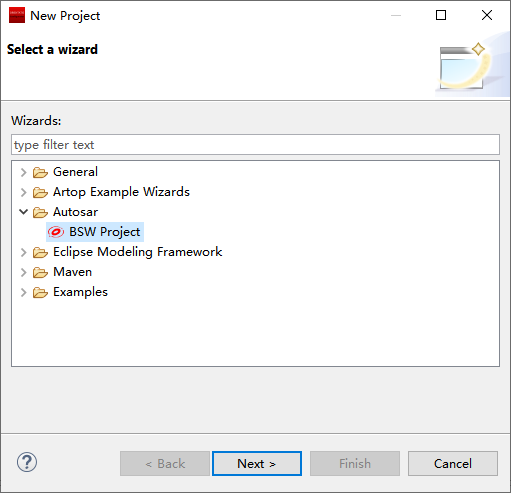 New Project
Select a wizard
Wizards:
type filter text
General
Artop Example Wizards
Autosar
BSW Project
Eclipse Modeling Framework
Maven
Examples
?
< Back
Next >
Finish
Cancel